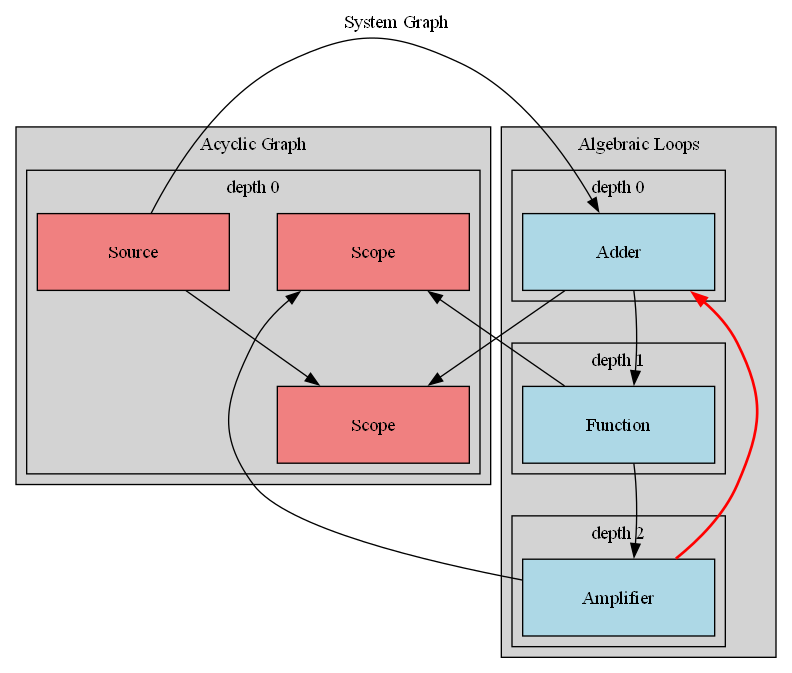 System Graph
Acyclic Graph
depth 0
Source
Scope
Scope
Algebraic Loops
depth 0
Adder
depth 1
Function
depth 2
Amplifier